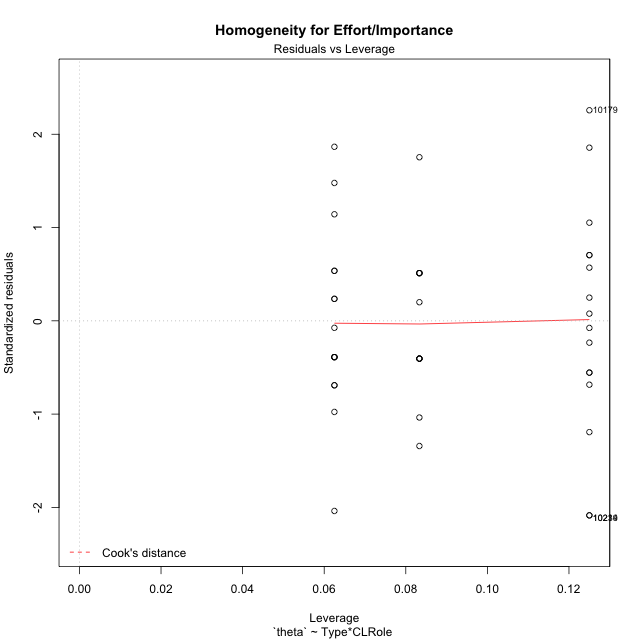 Homogeneity for Effort/Importance
Residuals vs Leverage
10179
2
1
0
-1
-2
Standardized residuals
Cook's distance
0.00 0.02 0.04 0.06 0.08 0.10 0.12
Leverage
`theta` ~ Type*CLRole